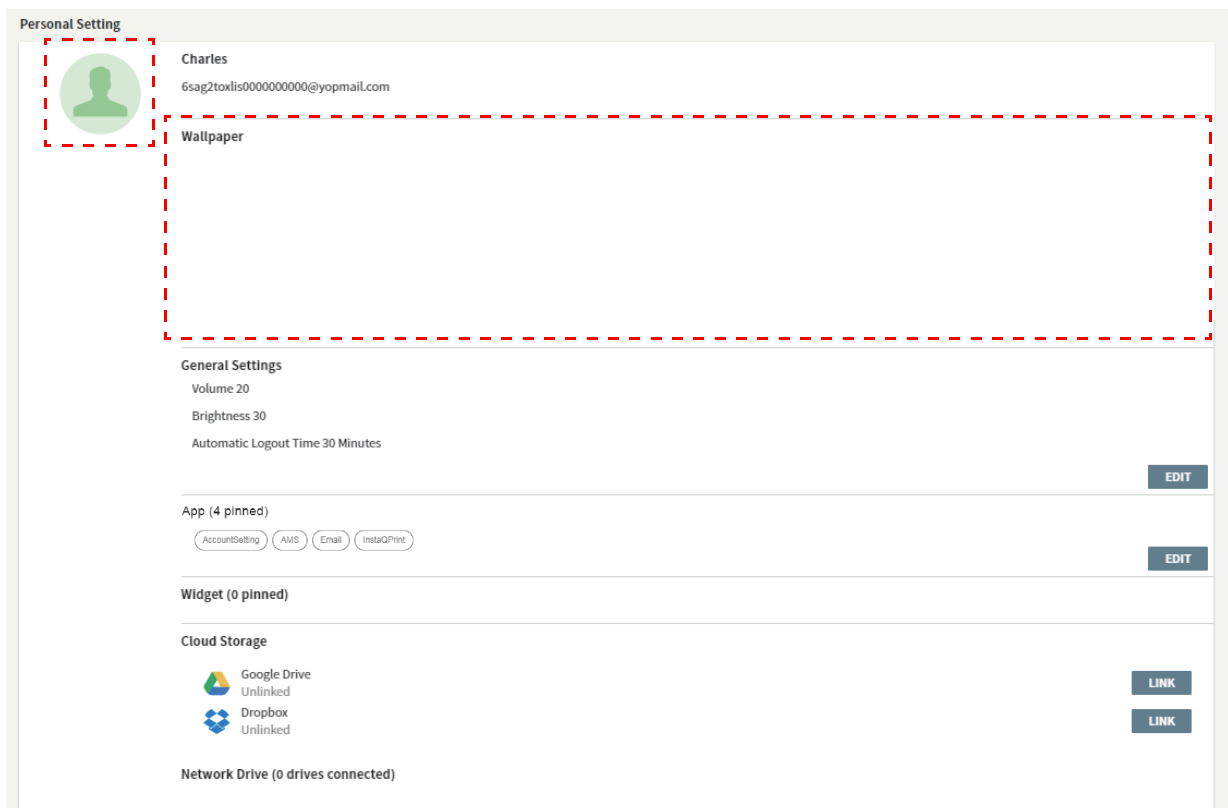 Personal Setting
Charles
6sag2toxlis0000000000@yopmail.com
Wallpaper
General Settings
Volume 20
Brightness 30
Automatic Logout Time 30 Minutes
EDIT
App (4 pinned)
AccountSetting AMS Email InstaQPrint
EDIT
Widget (0 pinned)
Cloud Storage
Google Drive
Unlinked
LINK
Dropbox
Unlinked
LINK
Network Drive (0 drives connected)